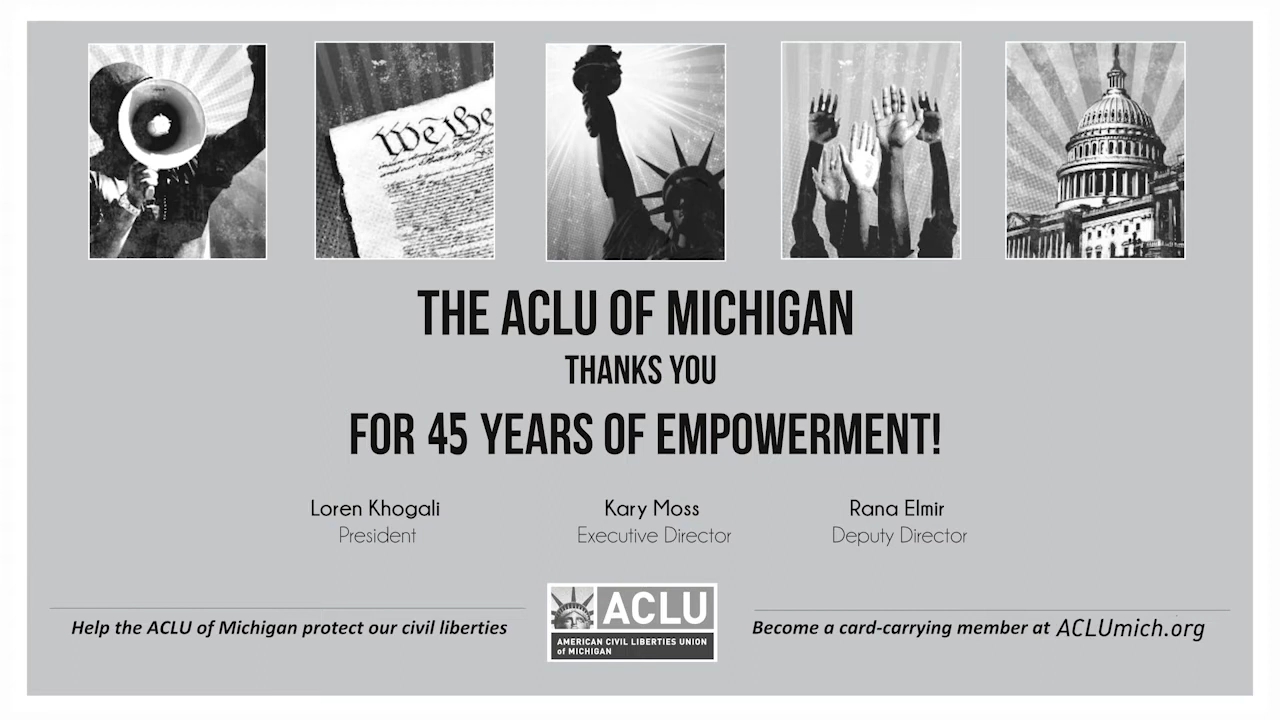 We the
THE ACLU OF MICHIGAN
THANKS YOU
FOR 45 YEARS OF EMPOWERMENT!
Loren Khogali
President
Kary Moss
Executive Director
Rana Elmir
Deputy Director
Help the ACLU of Michigan protect our civil liberties
ACLU
AMERICAN CIVIL LIBERTIES UNION
of MICHIGAN
Become a card-carrying member at ACLUmich.org